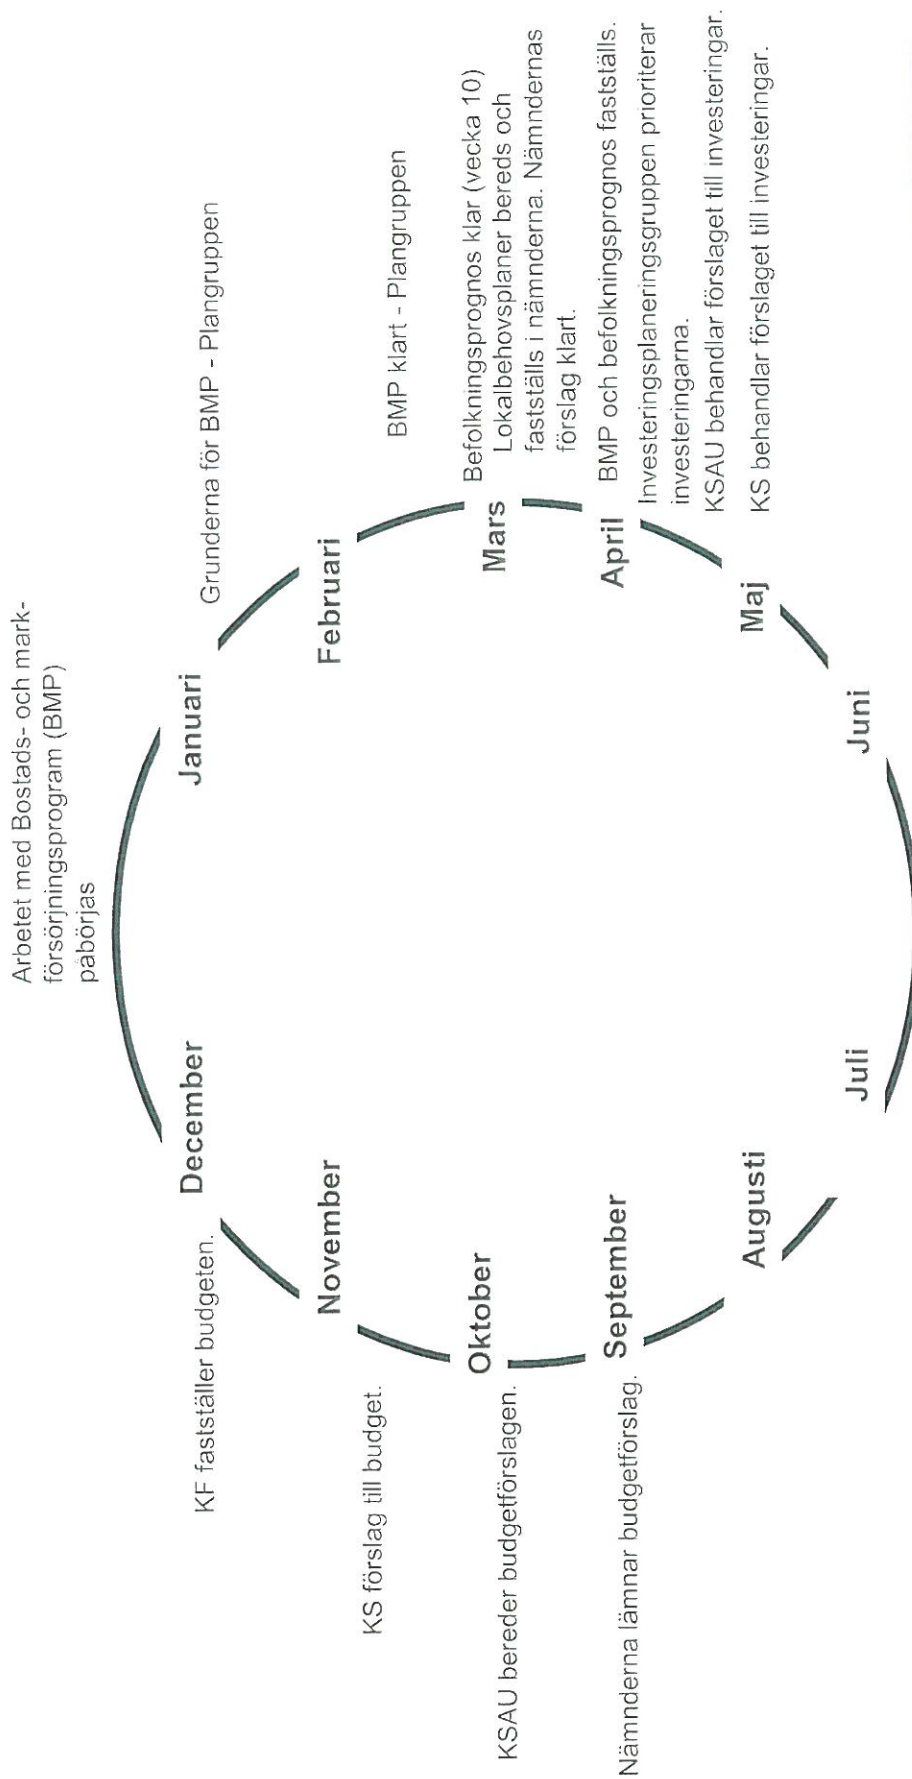 Arbetet med Bostads- och mark-
försörjningsprogram (BMP)
påbörjas
Januari
Grunderna för BMP - Plangruppen
Februari
BMP klart - Plangruppen
Mars
Befolkningsprognos klar (vecka 10)
Lokalbehovsplaner bereds och
fastställs i nämnderna. Nämndernas
förslag klart.
April
BMP och befolkningsprognos fastställs.
Investeringsplaneringsgruppen prioriterar
investeringarna.
KSAU behandlar förslaget till investeringar.
Maj
KS behandlar förslaget till investeringar.
Juni
Juli
Augusti
September
Nämnderna lämnar budgetförslag.
Oktober
KSAU bereder budgetförslagen.
November
KS förslag till budget.
December
KF fastställer budgeten.